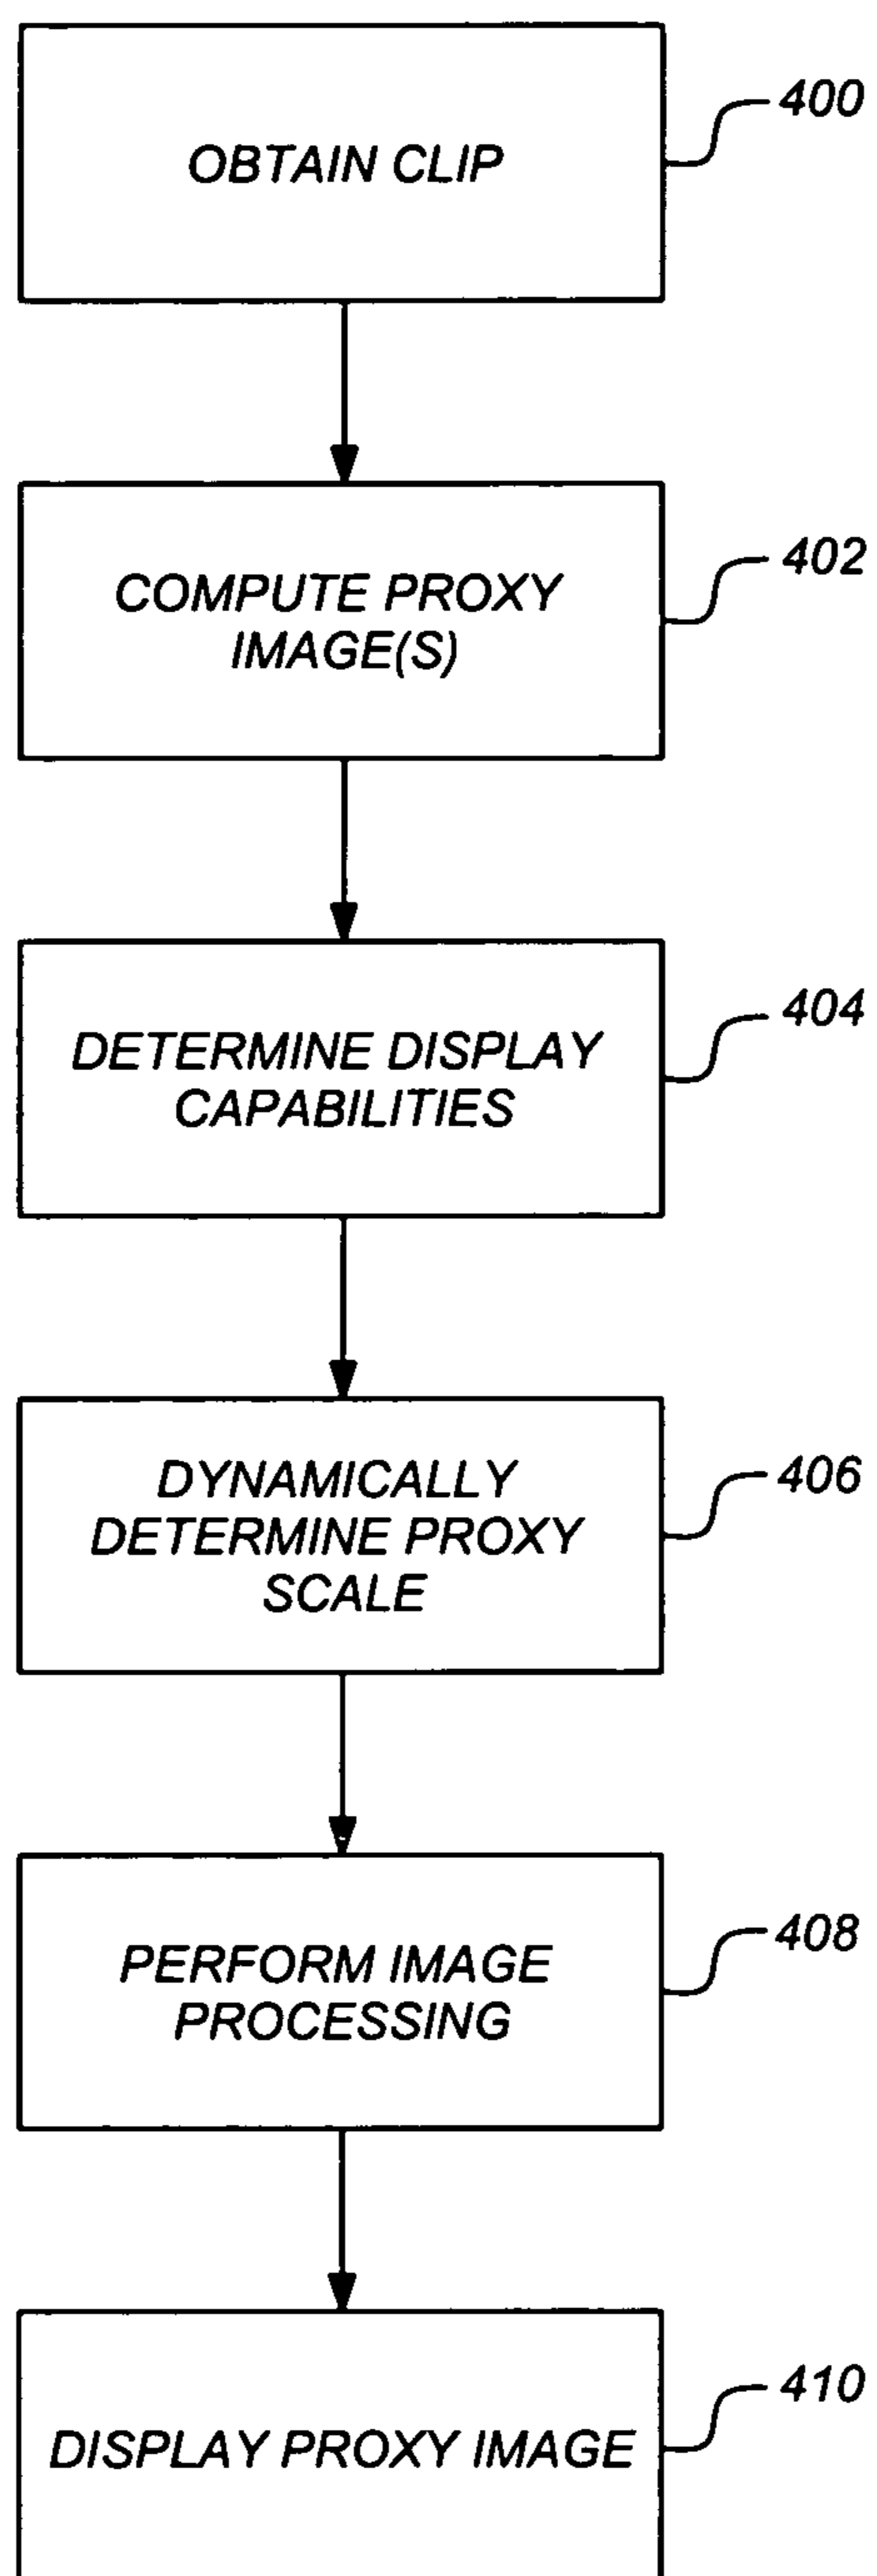 OBTAIN CLIP
400
COMPUTE PROXY
IMAGE(S)
402
DETERMINE DISPLAY
CAPABILITIES
404
DYNAMICALLY
DETERMINE PROXY
SCALE
406
PERFORM IMAGE
PROCESSING
408
DISPLAY PROXY IMAGE
410